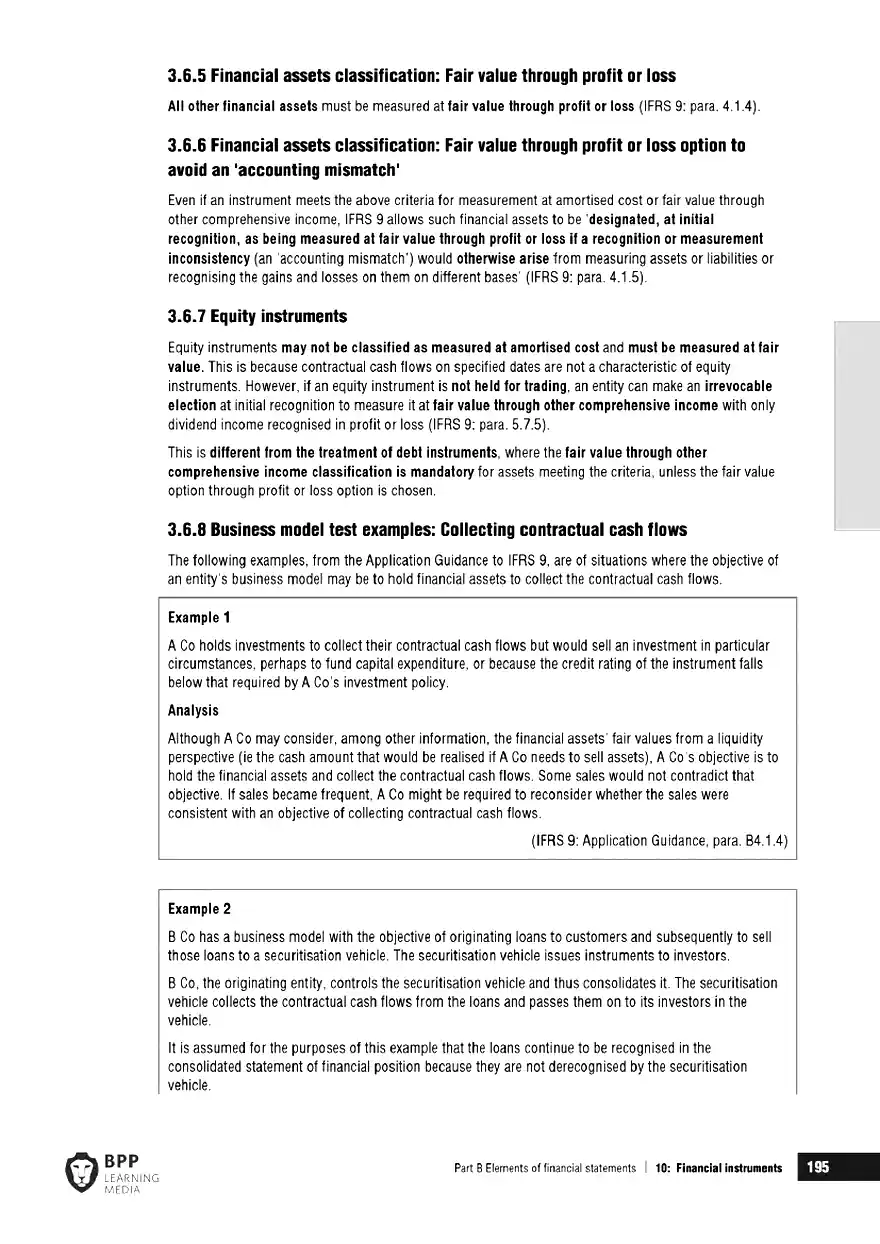 3.6.5 Financial assets classification: Fair value through profit or loss
All other financial assets must be measured at fair value through profit or loss (IFRS 9: para. 4.1.4).
3.6.6 Financial assets classification: Fair value through profit or loss option to
avoid an 'accounting mismatch'
Even if an instrument meets the above criteria for measurement at amortised cost or fair value through
other comprehensive income, IFRS 9 allows such financial assets to be 'designated, at initial
recognition, as being measured at fair value through profit or loss if a recognition or measurement
inconsistency (an 'accounting mismatch') would otherwise arise from measuring assets or liabilities or
recognising the gains and losses on them on different bases' (IFRS 9: para. 4.1.5).
3.6.7 Equity instruments
Equity instruments may not be classified as measured at amortised cost and must be measured at fair
value. This is because contractual cash flows on specified dates are not a characteristic of equity
instruments. However, if an equity instrument is not held for trading, an entity can make an irrevocable
election at initial recognition to measure it at fair value through other comprehensive income with only
dividend income recognised in profit or loss (IFRS 9: para. 5.7.5).
This is different from the treatment of debt instruments, where the fair value through other
comprehensive income classification is mandatory for assets meeting the criteria, unless the fair value
option through profit or loss option is chosen.
3.6.8 Business model test examples: Collecting contractual cash flows
The following examples, from the Application Guidance to IFRS 9, are of situations where the objective of
an entity's business model may be to hold financial assets to collect the contractual cash flows.
Example 1
A Co holds investments to collect their contractual cash flows but would sell an investment in particular
circumstances, perhaps to fund capital expenditure, or because the credit rating of the instrument falls
below that required by A Co's investment policy.
Analysis
Although A Co may consider, among other information, the financial assets' fair values from a liquidity
perspective (ie the cash amount that would be realised if A Co needs to sell assets), A Co's objective is to
hold the financial assets and collect the contractual cash flows. Some sales would not contradict that
objective. If sales became frequent, A Co might be required to reconsider whether the sales were
consistent with an objective of collecting contractual cash flows.
(IFRS 9: Application Guidance, para. B4.1.4)
Example 2
B Co has a business model with the objective of originating loans to customers and subsequently to sell
those loans to a securitisation vehicle. The securitisation vehicle issues instruments to investors.
B Co, the originating entity, controls the securitisation vehicle and thus consolidates it. The securitisation
vehicle collects the contractual cash flows from the loans and passes them on to its investors in the
vehicle.
It is assumed for the purposes of this example that the loans continue to be recognised in the
consolidated statement of financial position because they are not derecognised by the securitisation
vehicle.
BPP
LEARNING
MEDIA
Part B Elements of financial statements | 10: Financial instruments 195